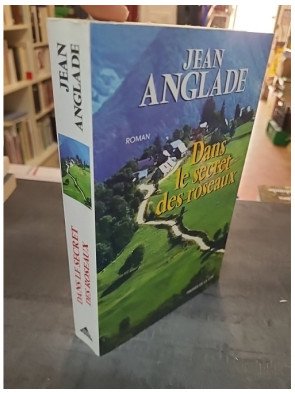 JEAN
ANGLADE
DANS LE SECRET
DES ROSEAUX
JEAN
ANGLADE
ROMAN
Dans
le secret
des roseaux